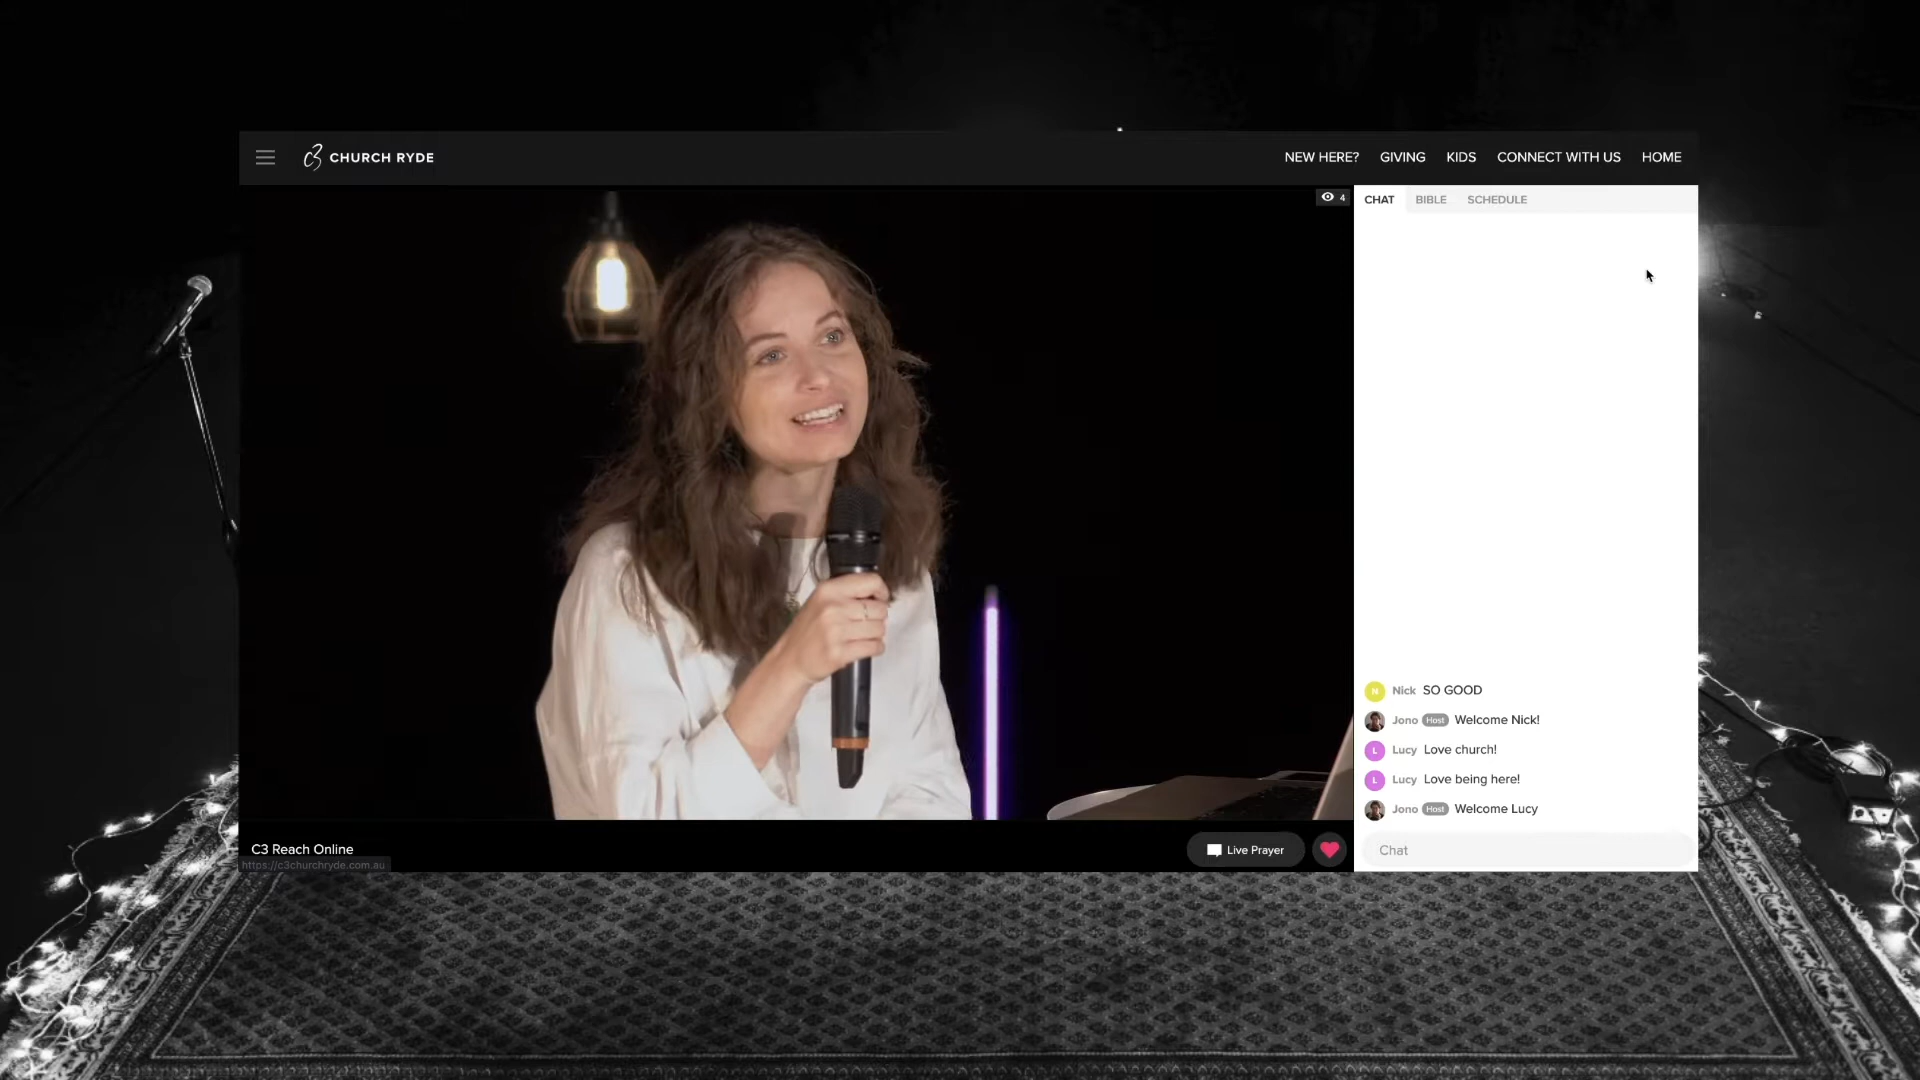 C3 CHURCH RYDE
NEW HERE? GIVING KIDS CONNECT WITH US HOME
4
CHAT BIBLE SCHEDULE
N Nick SO GOOD
Jono Host Welcome Nick!
L Lucy Love church!
L Lucy Love being here!
Jono Host Welcome Lucy
C3 Reach Online
Live Prayer
Chat
https://c3churchryde.com.au